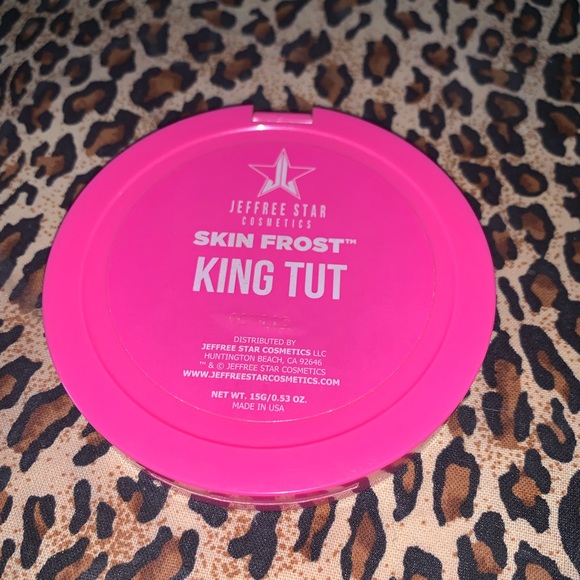 JEFFREE STAR
COSMETICS
SKIN FROST™
KING TUT
DISTRIBUTED BY
JEFFREE STAR COSMETICS LLC
HUNTINGTON BEACH, CA 92646
™ & © JEFFREE STAR COSMETICS
WWW.JEFFREESTARCOSMETICS.COM
NET WT. 15G/0.53 OZ.
MADE IN USA